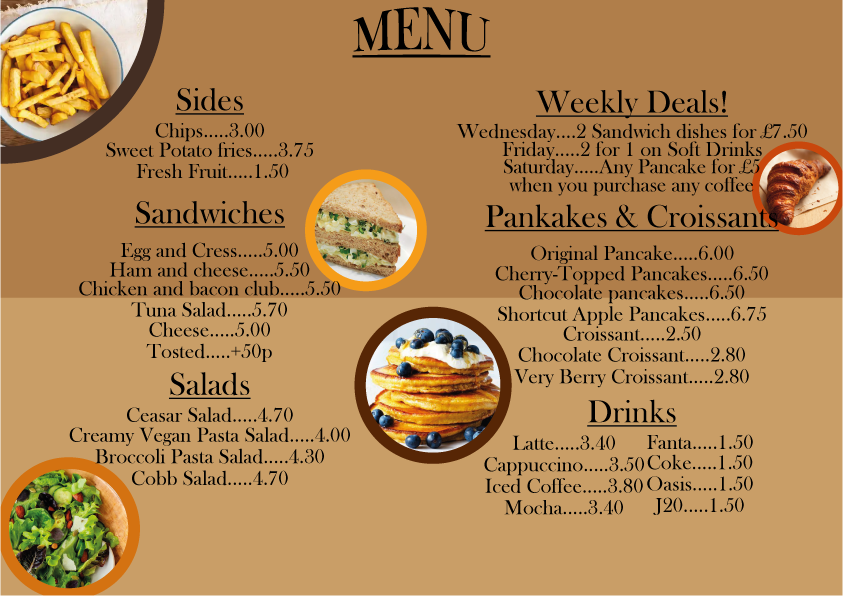 MENU
Sides
Chips.....3.00
Sweet Potato fries.....3.75
Fresh Fruit.....1.50
Sandwiches
Egg and Cress.....5.00
Ham and cheese.....5.50
Chicken and bacon club.....5.50
Tuna Salad.....5.70
Cheese.....5.00
Tosted.....+50p
Salads
Ceasar Salad.....4.70
Creamy Vegan Pasta Salad.....4.00
Broccoli Pasta Salad.....4.30
Cobb Salad.....4.70
Weekly Deals!
Wednesday....2 Sandwich dishes for £7.50
Friday.....2 for 1 on Soft Drinks
Saturday.....Any Pancake for £5
when you purchase any coffee
Pankakes & Croissants
Original Pancake.....6.00
Cherry-Topped Pancakes.....6.50
Chocolate pancakes.....6.50
Shortcut Apple Pancakes.....6.75
Croissant.....2.50
Chocolate Croissant.....2.80
Very Berry Croissant.....2.80
Drinks
Latte.....3.40
Cappuccino.....3.50
Iced Coffee.....3.80
Mocha.....3.40
Fanta.....1.50
Coke.....1.50
Oasis.....1.50
J20.....1.50